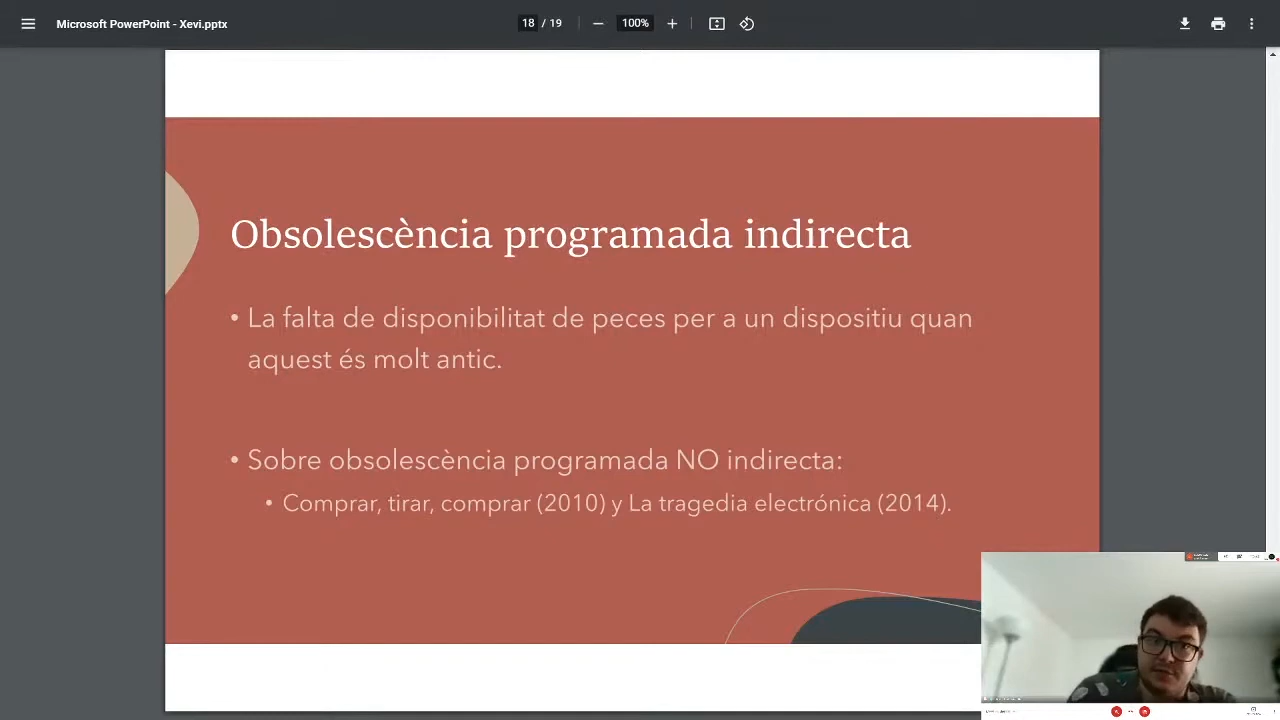 Microsoft PowerPoint - Xevi.pptx
18 / 19
100%
Obsolescència programada indirecta
• La falta de disponibilitat de peces per a un dispositiu quan
aquest és molt antic.
• Sobre obsolescència programada NO indirecta:
• Comprar, tirar, comprar (2010) y La tragedia electrónica (2014).